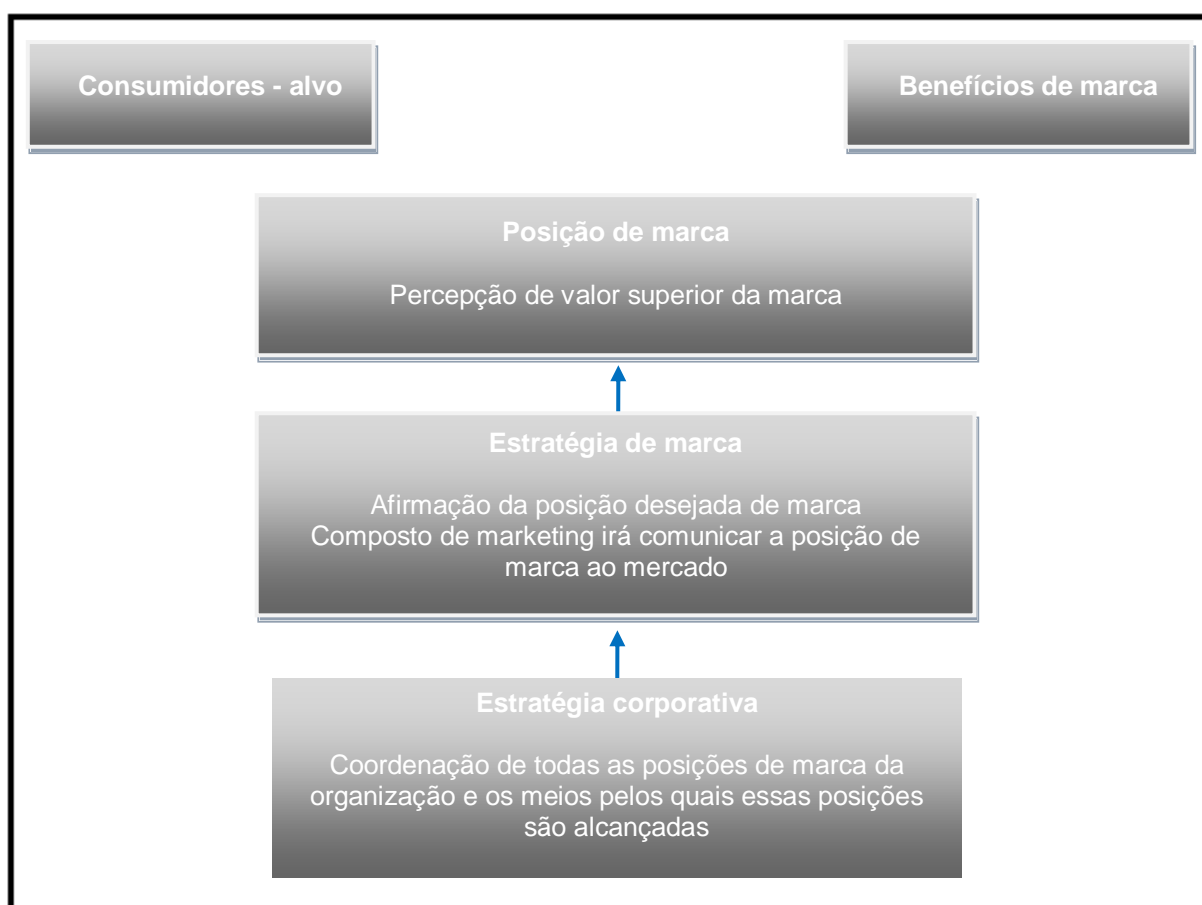 Consumidores - alvo
Benefícios de marca
Posição de marca
Percepção de valor superior da marca
Estratégia de marca
Afirmação da posição desejada de marca
Composto de marketing irá comunicar a posição de
marca ao mercado
Estratégia corporativa
Coordenação de todas as posições de marca da
organização e os meios pelos quais essas posições
são alcançadas